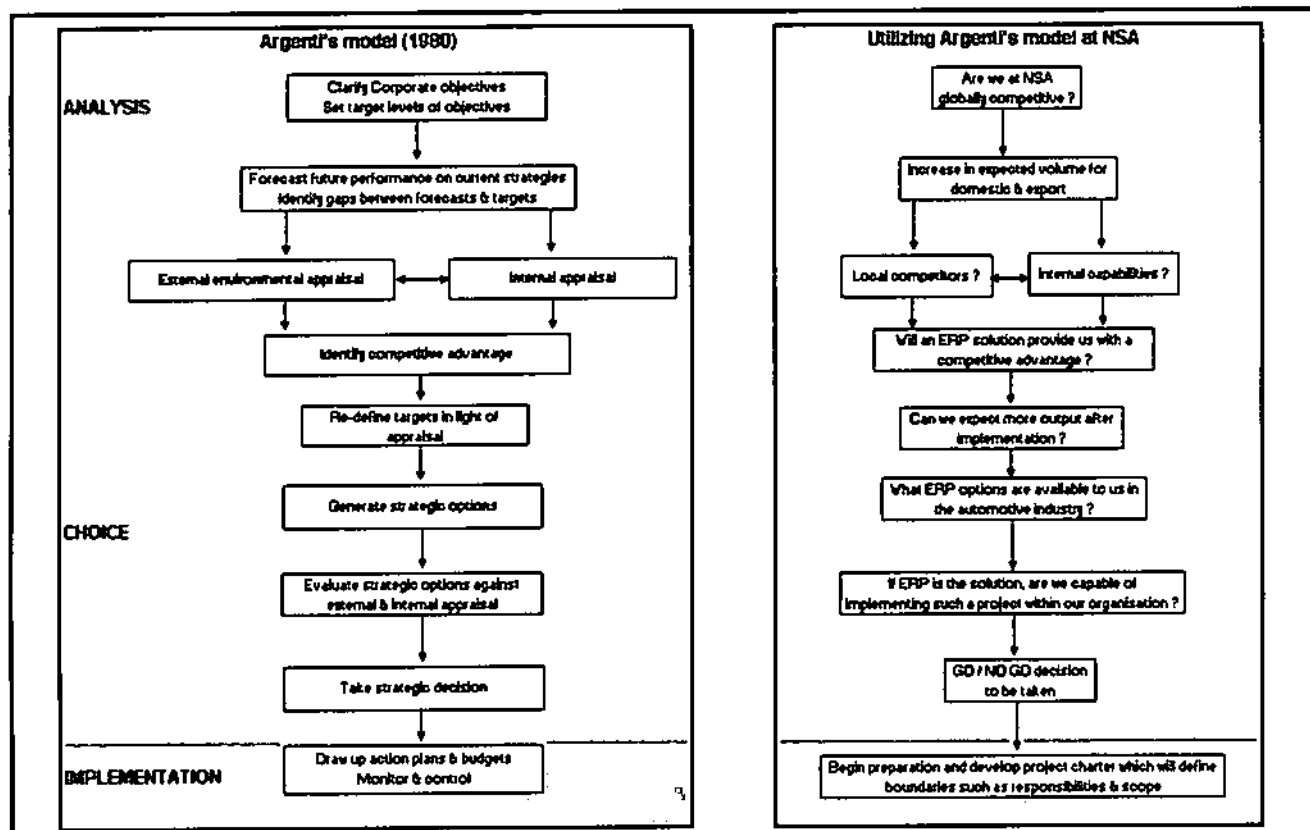 Argenti's model (1980)
ANALYSIS
Clarify Corporate objectives
Set target levels of objectives
Forecast future performance on current strategies
Identify gaps between forecasts & targets
External environmental appraisal
Internal appraisal
Identify competitive advantage
Re-define targets in light of
appraisal
Generate strategic options
CHOICE
Evaluate strategic options against
external & internal appraisal
Take strategic decision
IMPLEMENTATION
Draw up action plans & budgets
Monitor & control
Utilizing Argenti's model at NSA
Are we at NSA
globally competitive ?
Increase in expected volume for
domestic & export
Local competitors ?
Internal capabilities ?
Will an ERP solution provide us with a
competitive advantage ?
Can we expect more output after
implementation ?
What ERP options are available to us in
the automotive industry ?
If ERP is the solution, are we capable of
implementing such a project within our organisation ?
GO / NO GO decision
to be taken
Begin preparation and develop project charter which will define
boundaries such as responsibilities & scope